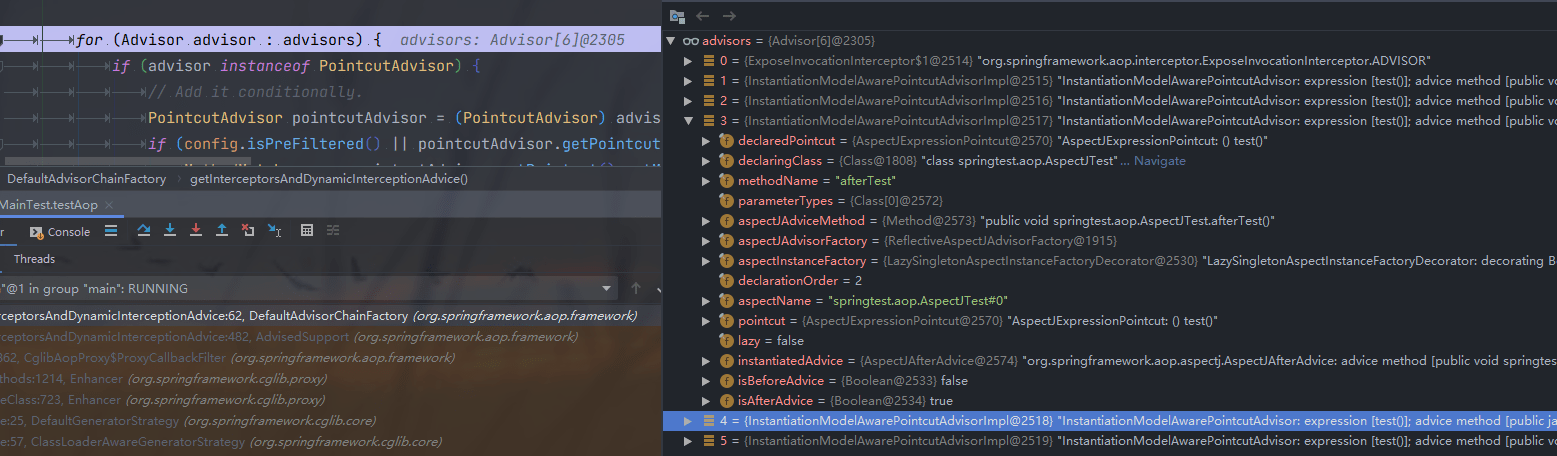 for (Advisor advisor : advisors) { advisors: Advisor[6]@2305
if (advisor instanceof PointcutAdvisor) {
// Add it conditionally.
PointcutAdvisor pointcutAdvisor = (PointcutAdvisor) advis
if (config.isPreFiltered() || pointcutAdvisor.getPointcut
DefaultAdvisorChainFactory › getInterceptorsAndDynamicInterceptionAdvice()
MainTest.testAop ×
r Console
Threads
"@1 in group "main": RUNNING
ceptorsAndDynamicInterceptionAdvice:62, DefaultAdvisorChainFactory (org.springframework.aop.framework)
ceptorsAndDynamicInterceptionAdvice:482, AdvisedSupport (org.springframework.aop.framework)
862, CglibAopProxy$ProxyCallbackFilter (org.springframework.aop.framework)
thods:1214, Enhancer (org.springframework.cglib.proxy)
eClass:723, Enhancer (org.springframework.cglib.proxy)
e:25, DefaultGeneratorStrategy (org.springframework.cglib.core)
e:57, ClassLoaderAwareGeneratorStrategy (org.springframework.cglib.core)
advisors = {Advisor[6]@2305}
0 = {ExposeInvocationInterceptor$1@2514} "org.springframework.aop.interceptor.ExposeInvocationInterceptor.ADVISOR"
1 = {InstantiationModelAwarePointcutAdvisorImpl@2515} "InstantiationModelAwarePointcutAdvisor: expression [test()]; advice method [public vo
2 = {InstantiationModelAwarePointcutAdvisorImpl@2516} "InstantiationModelAwarePointcutAdvisor: expression [test()]; advice method [public vo
3 = {InstantiationModelAwarePointcutAdvisorImpl@2517} "InstantiationModelAwarePointcutAdvisor: expression [test()]; advice method [public vo
declaredPointcut = {AspectJExpressionPointcut@2570} "AspectJExpressionPointcut: () test()"
declaringClass = {Class@1808} "class springtest.aop.AspectJTest"... Navigate
methodName = "afterTest"
parameterTypes = {Class[0]@2572}
aspectJAdviceMethod = {Method@2573} "public void springtest.aop.AspectJTest.afterTest()"
aspectJAdvisorFactory = {ReflectiveAspectJAdvisorFactory@1915}
aspectInstanceFactory = {LazySingletonAspectInstanceFactoryDecorator@2530} "LazySingletonAspectInstanceFactoryDecorator: decorating B
declarationOrder = 2
aspectName = "springtest.aop.AspectJTest#0"
pointcut = {AspectJExpressionPointcut@2570} "AspectJExpressionPointcut: () test()"
lazy = false
instantiatedAdvice = {AspectJAfterAdvice@2574} "org.springframework.aop.aspectj.AspectJAfterAdvice: advice method [public void springtes
isBeforeAdvice = {Boolean@2533} false
isAfterAdvice = {Boolean@2534} true
4 = {InstantiationModelAwarePointcutAdvisorImpl@2518} "InstantiationModelAwarePointcutAdvisor: expression [test()]; advice method [public ja
5 = {InstantiationModelAwarePointcutAdvisorImpl@2519} "InstantiationModelAwarePointcutAdvisor: expression [test()]; advice method [public vo